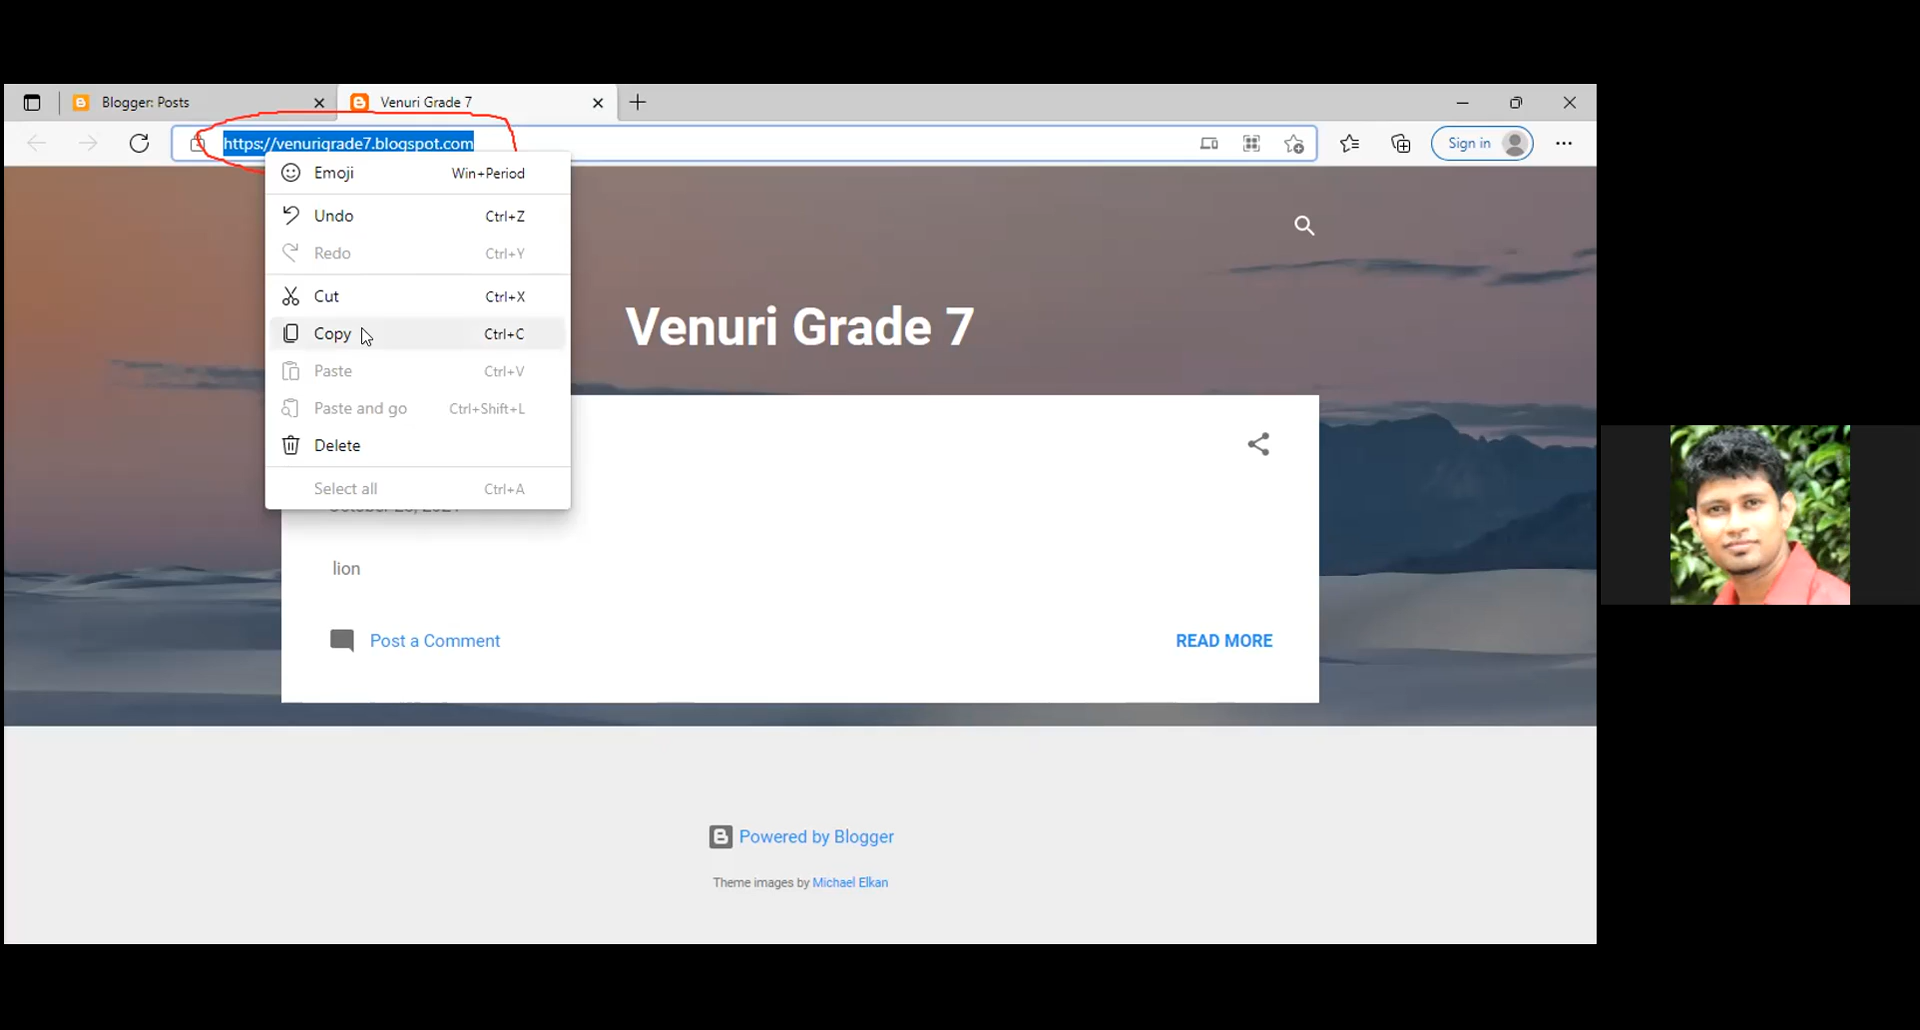 Blogger: Posts
Venuri Grade 7
https://venurigrade7.blogspot.com
Sign in
Emoji Win+Period
Undo Ctrl+Z
Redo Ctrl+Y
Cut Ctrl+X
Copy Ctrl+C
Paste Ctrl+V
Paste and go Ctrl+Shift+L
Delete
Select all Ctrl+A
Venuri Grade 7
lion
Post a Comment
READ MORE
Powered by Blogger
Theme images by Michael Elkan